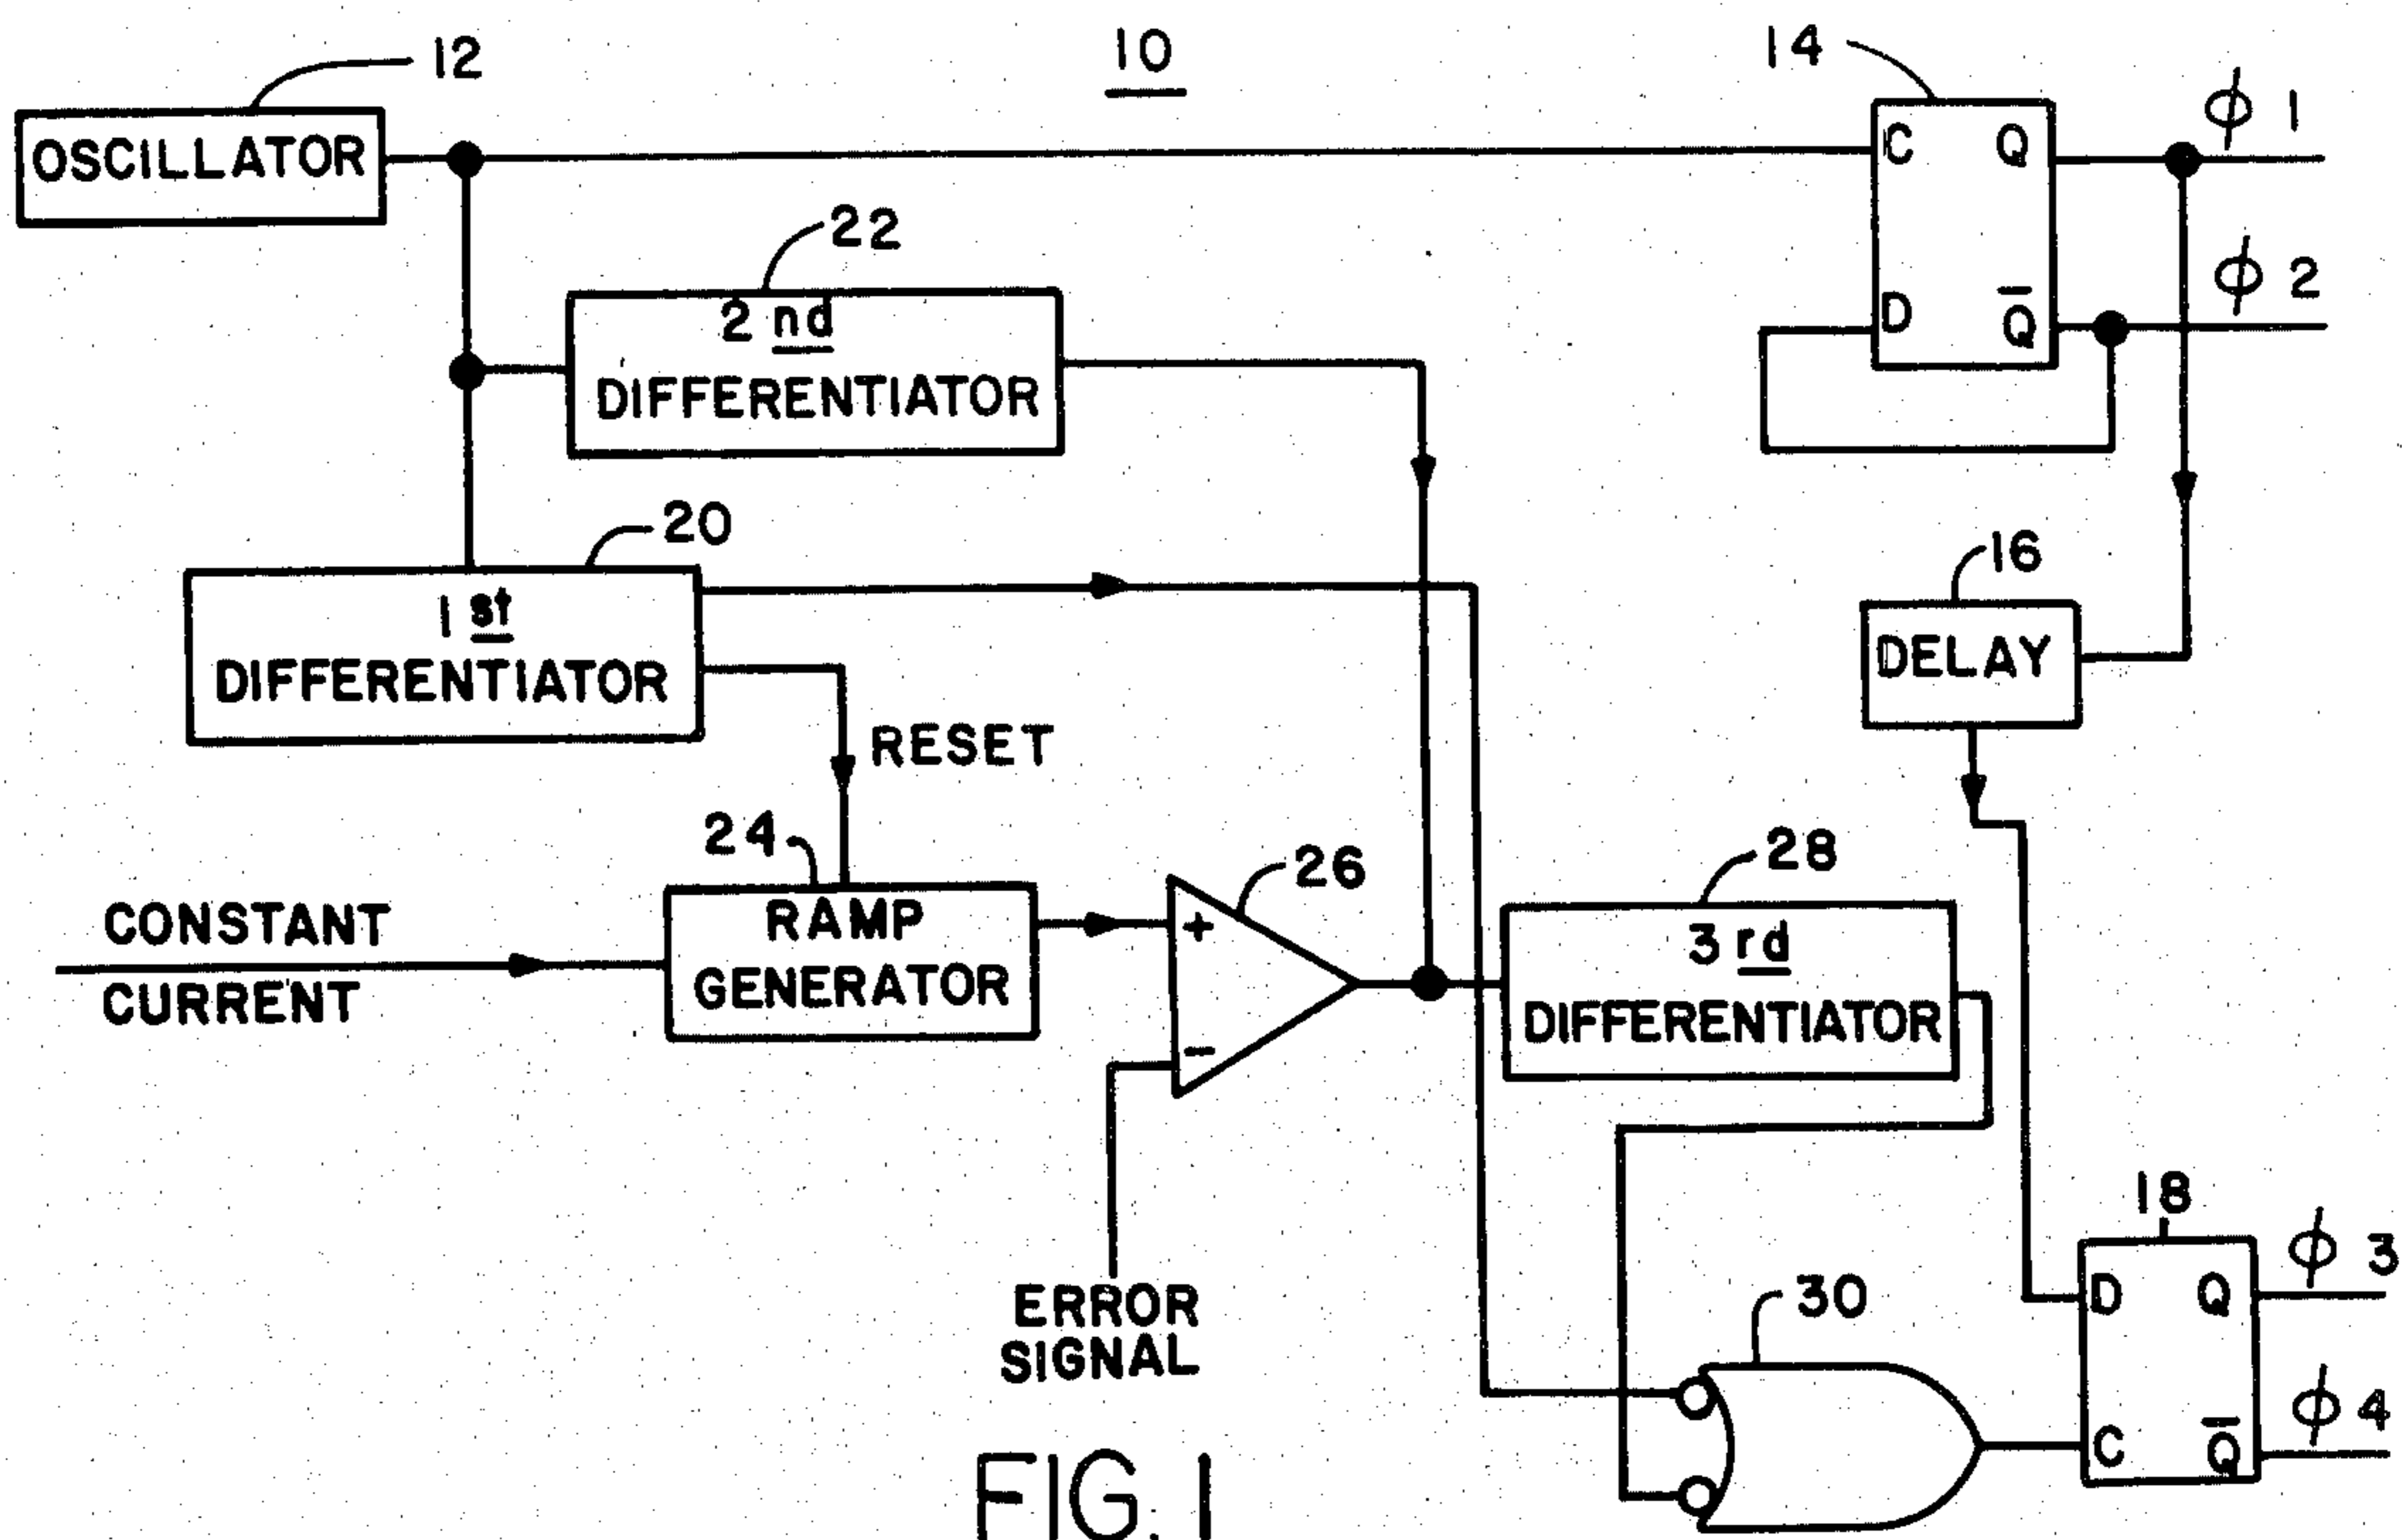 10
12
OSCILLATOR
14
C Q
φ 1
D Q̅
φ 2
22
2 nd
DIFFERENTIATOR
20
1 st
DIFFERENTIATOR
RESET
16
DELAY
24
RAMP
GENERATOR
CONSTANT
CURRENT
26
+
−
ERROR
SIGNAL
28
3 rd
DIFFERENTIATOR
30
18
D Q
φ 3
C Q̅
φ 4
FIG. 1